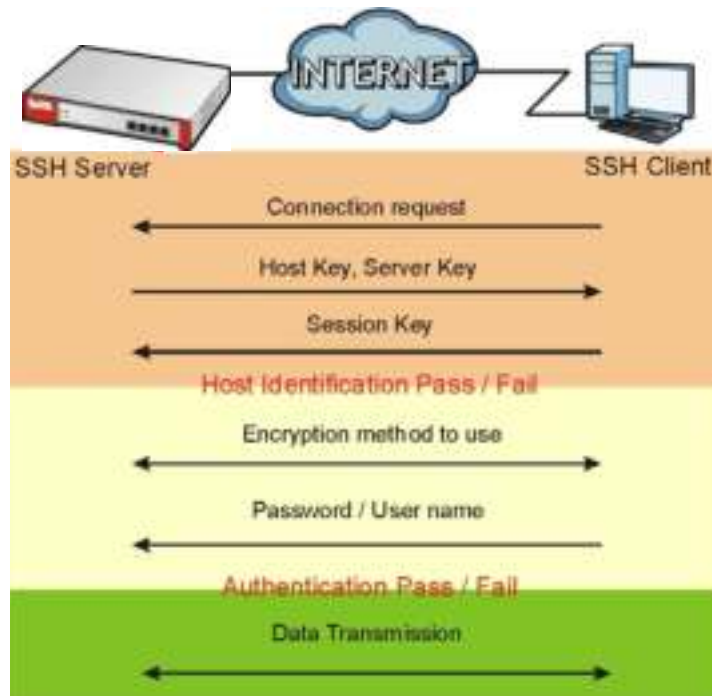 INTERNET
SSH Server
SSH Client
Connection request
Host Key, Server Key
Session Key
Host Identification Pass / Fail
Encryption method to use
Password / User name
Authentication Pass / Fail
Data Transmission